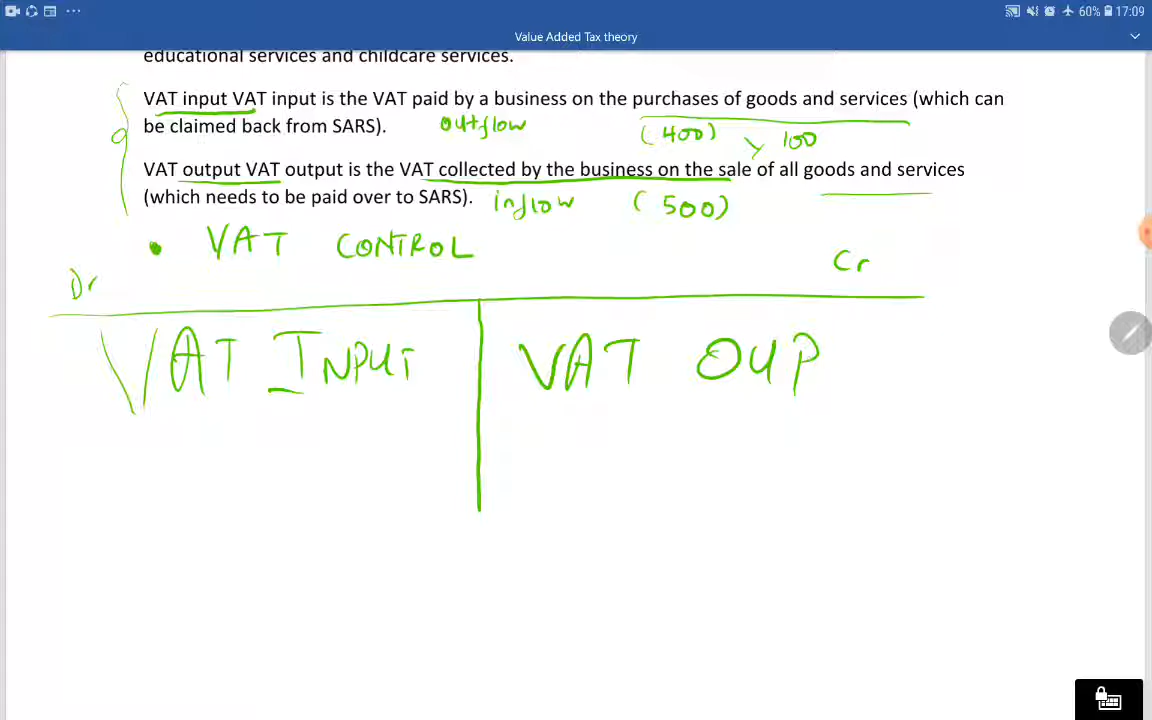 60% 17:09
Value Added Tax theory
educational services and childcare services.
VAT input VAT input is the VAT paid by a business on the purchases of goods and services (which can
be claimed back from SARS). outflow (400) 100
VAT output VAT output is the VAT collected by the business on the sale of all goods and services
(which needs to be paid over to SARS). inflow (500)
• VAT CONTROL
Dr Cr
VAT INPUT VAT OUP